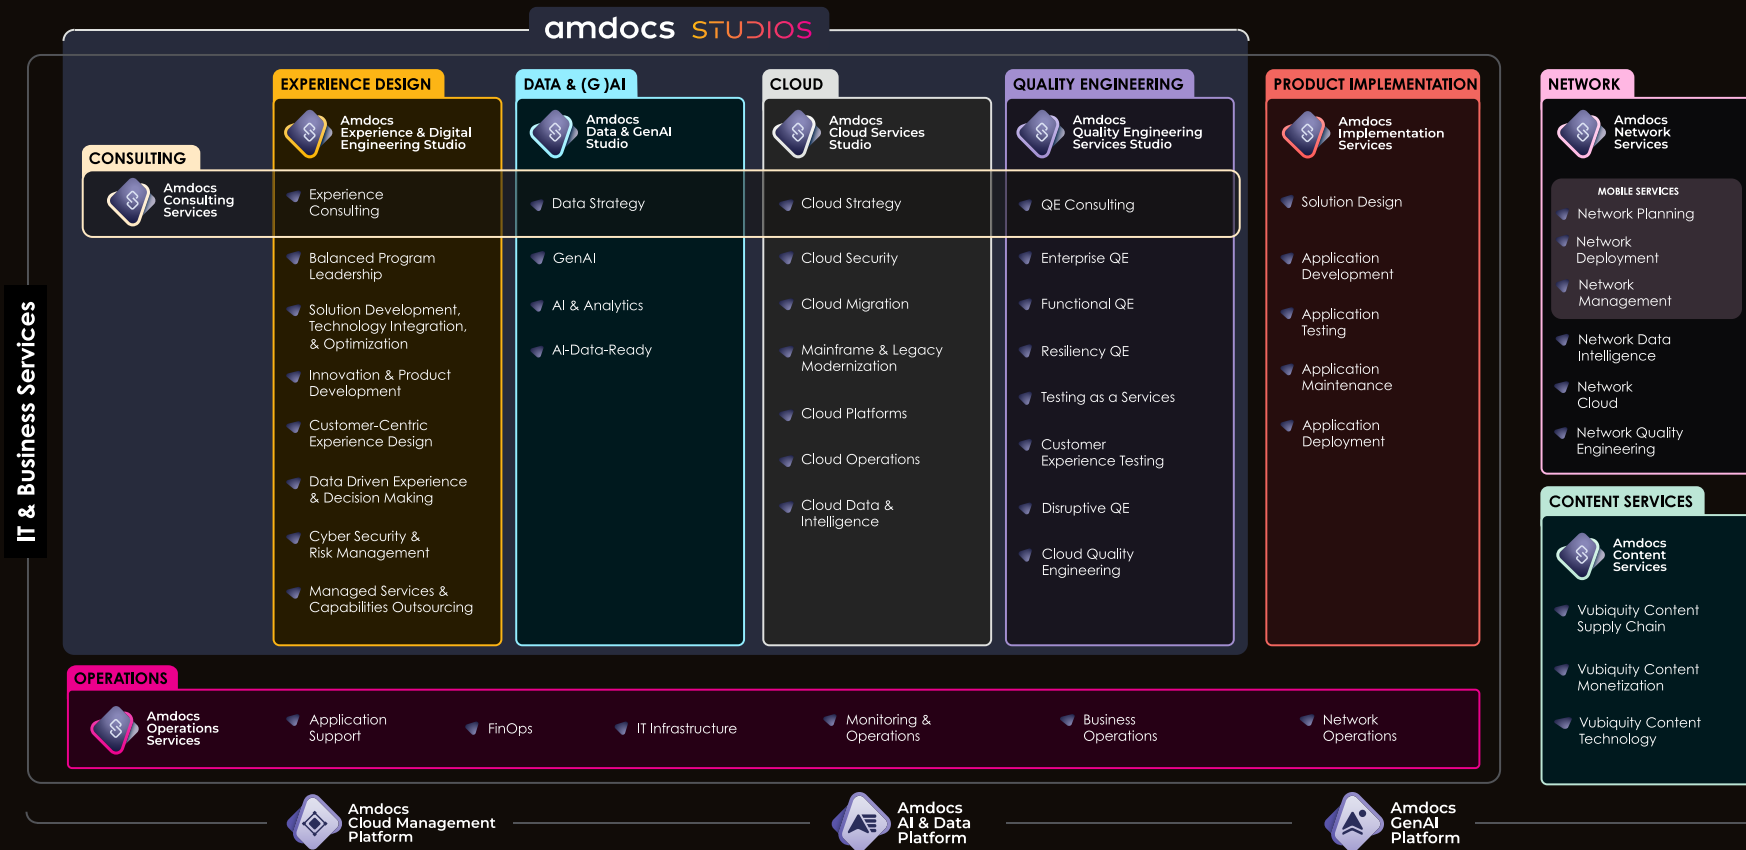 amdocs STUDIOS
IT & Business Services
CONSULTING
Amdocs
Consulting
Services
EXPERIENCE DESIGN
Amdocs
Experience & Digital
Engineering Studio
Experience
Consulting
Balanced Program
Leadership
Solution Development,
Technology Integration,
& Optimization
Innovation & Product
Development
Customer-Centric
Experience Design
Data Driven Experience
& Decision Making
Cyber Security &
Risk Management
Managed Services &
Capabilities Outsourcing
DATA & (G )AI
Amdocs
Data & GenAI
Studio
Data Strategy
GenAI
AI & Analytics
AI-Data-Ready
CLOUD
Amdocs
Cloud Services
Studio
Cloud Strategy
Cloud Security
Cloud Migration
Mainframe & Legacy
Modernization
Cloud Platforms
Cloud Operations
Cloud Data &
Intelligence
QUALITY ENGINEERING
Amdocs
Quality Engineering
Services Studio
QE Consulting
Enterprise QE
Functional QE
Resiliency QE
Testing as a Services
Customer
Experience Testing
Disruptive QE
Cloud Quality
Engineering
PRODUCT IMPLEMENTATION
Amdocs
Implementation
Services
Solution Design
Application
Development
Application
Testing
Application
Maintenance
Application
Deployment
NETWORK
Amdocs
Network
Services
MOBILE SERVICES
Network Planning
Network
Deployment
Network
Management
Network Data
Intelligence
Network
Cloud
Network Quality
Engineering
CONTENT SERVICES
Amdocs
Content
Services
Vubiquity Content
Supply Chain
Vubiquity Content
Monetization
Vubiquity Content
Technology
OPERATIONS
Amdocs
Operations
Services
Application
Support
FinOps
IT Infrastructure
Monitoring &
Operations
Business
Operations
Network
Operations
Amdocs
Cloud Management
Platform
Amdocs
AI & Data
Platform
Amdocs
GenAI
Platform